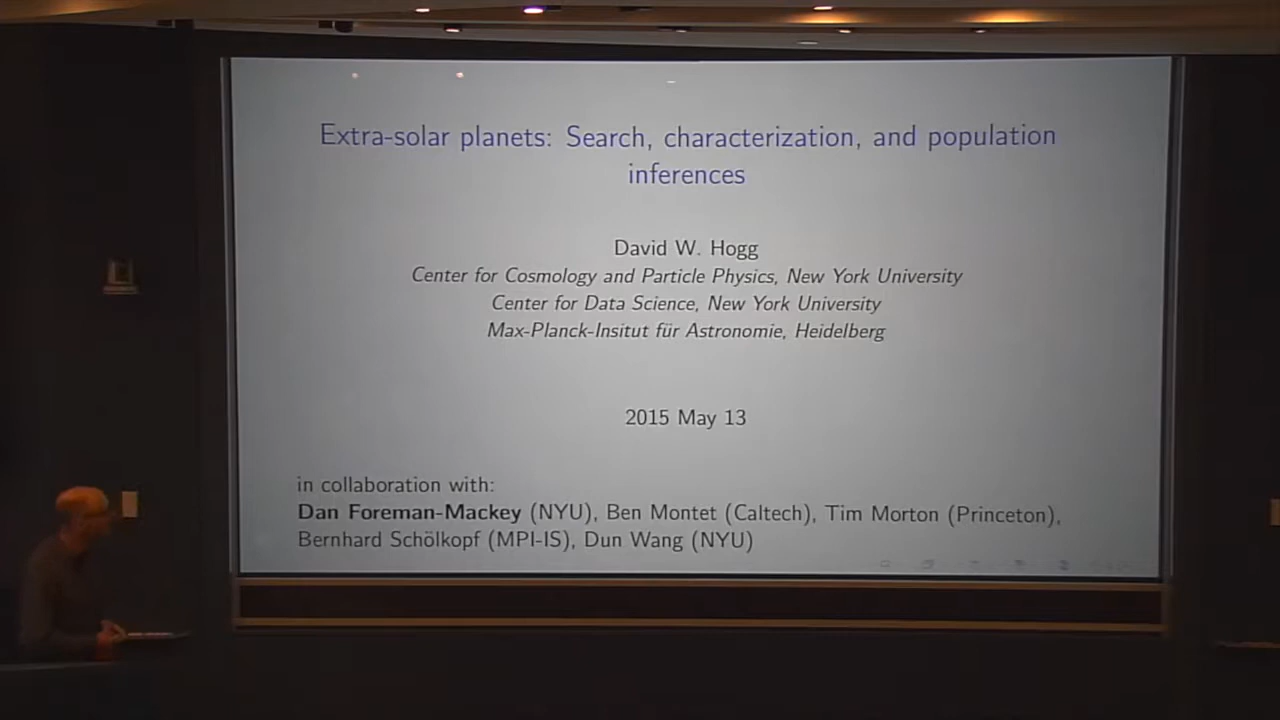 Extra-solar planets: Search, characterization, and population
inferences
David W. Hogg
Center for Cosmology and Particle Physics, New York University
Center for Data Science, New York University
Max-Planck-Insitut für Astronomie, Heidelberg
2015 May 13
in collaboration with:
Dan Foreman-Mackey (NYU), Ben Montet (Caltech), Tim Morton (Princeton),
Bernhard Schölkopf (MPI-IS), Dun Wang (NYU)